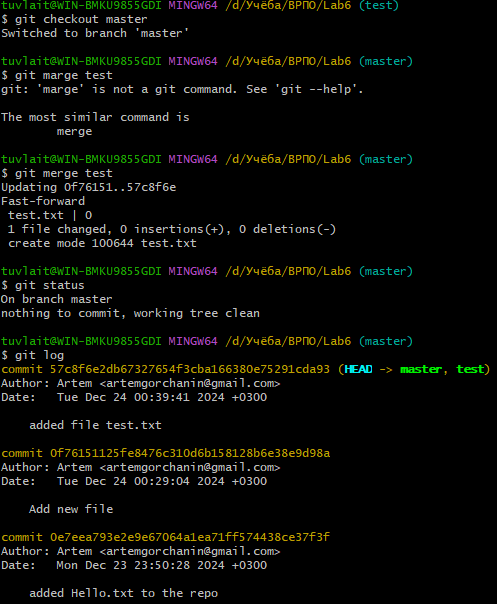 tuvlait@WIN-BMKU9855GDI MINGW64 /d/Учёба/ВРПО/Lab6 (test)
$ git checkout master
Switched to branch 'master'
tuvlait@WIN-BMKU9855GDI MINGW64 /d/Учёба/ВРПО/Lab6 (master)
$ git marge test
git: 'marge' is not a git command. See 'git --help'.
The most similar command is
merge
tuvlait@WIN-BMKU9855GDI MINGW64 /d/Учёба/ВРПО/Lab6 (master)
$ git merge test
Updating 0f76151..57c8f6e
Fast-forward
test.txt | 0
1 file changed, 0 insertions(+), 0 deletions(-)
create mode 100644 test.txt
tuvlait@WIN-BMKU9855GDI MINGW64 /d/Учёба/ВРПО/Lab6 (master)
$ git status
On branch master
nothing to commit, working tree clean
tuvlait@WIN-BMKU9855GDI MINGW64 /d/Учёба/ВРПО/Lab6 (master)
$ git log
commit 57c8f6e2db67327654f3cba166380e75291cda93 (HEAD -> master, test)
Author: Artem <artemgorchanin@gmail.com>
Date:   Tue Dec 24 00:39:41 2024 +0300
added file test.txt
commit 0f76151125fe8476c310d6b158128b6e38e9d98a
Author: Artem <artemgorchanin@gmail.com>
Date:   Tue Dec 24 00:29:04 2024 +0300
Add new file
commit 0e7eea793e2e9e67064a1ea71ff574438ce37f3f
Author: Artem <artemgorchanin@gmail.com>
Date:   Mon Dec 23 23:50:28 2024 +0300
added Hello.txt to the repo